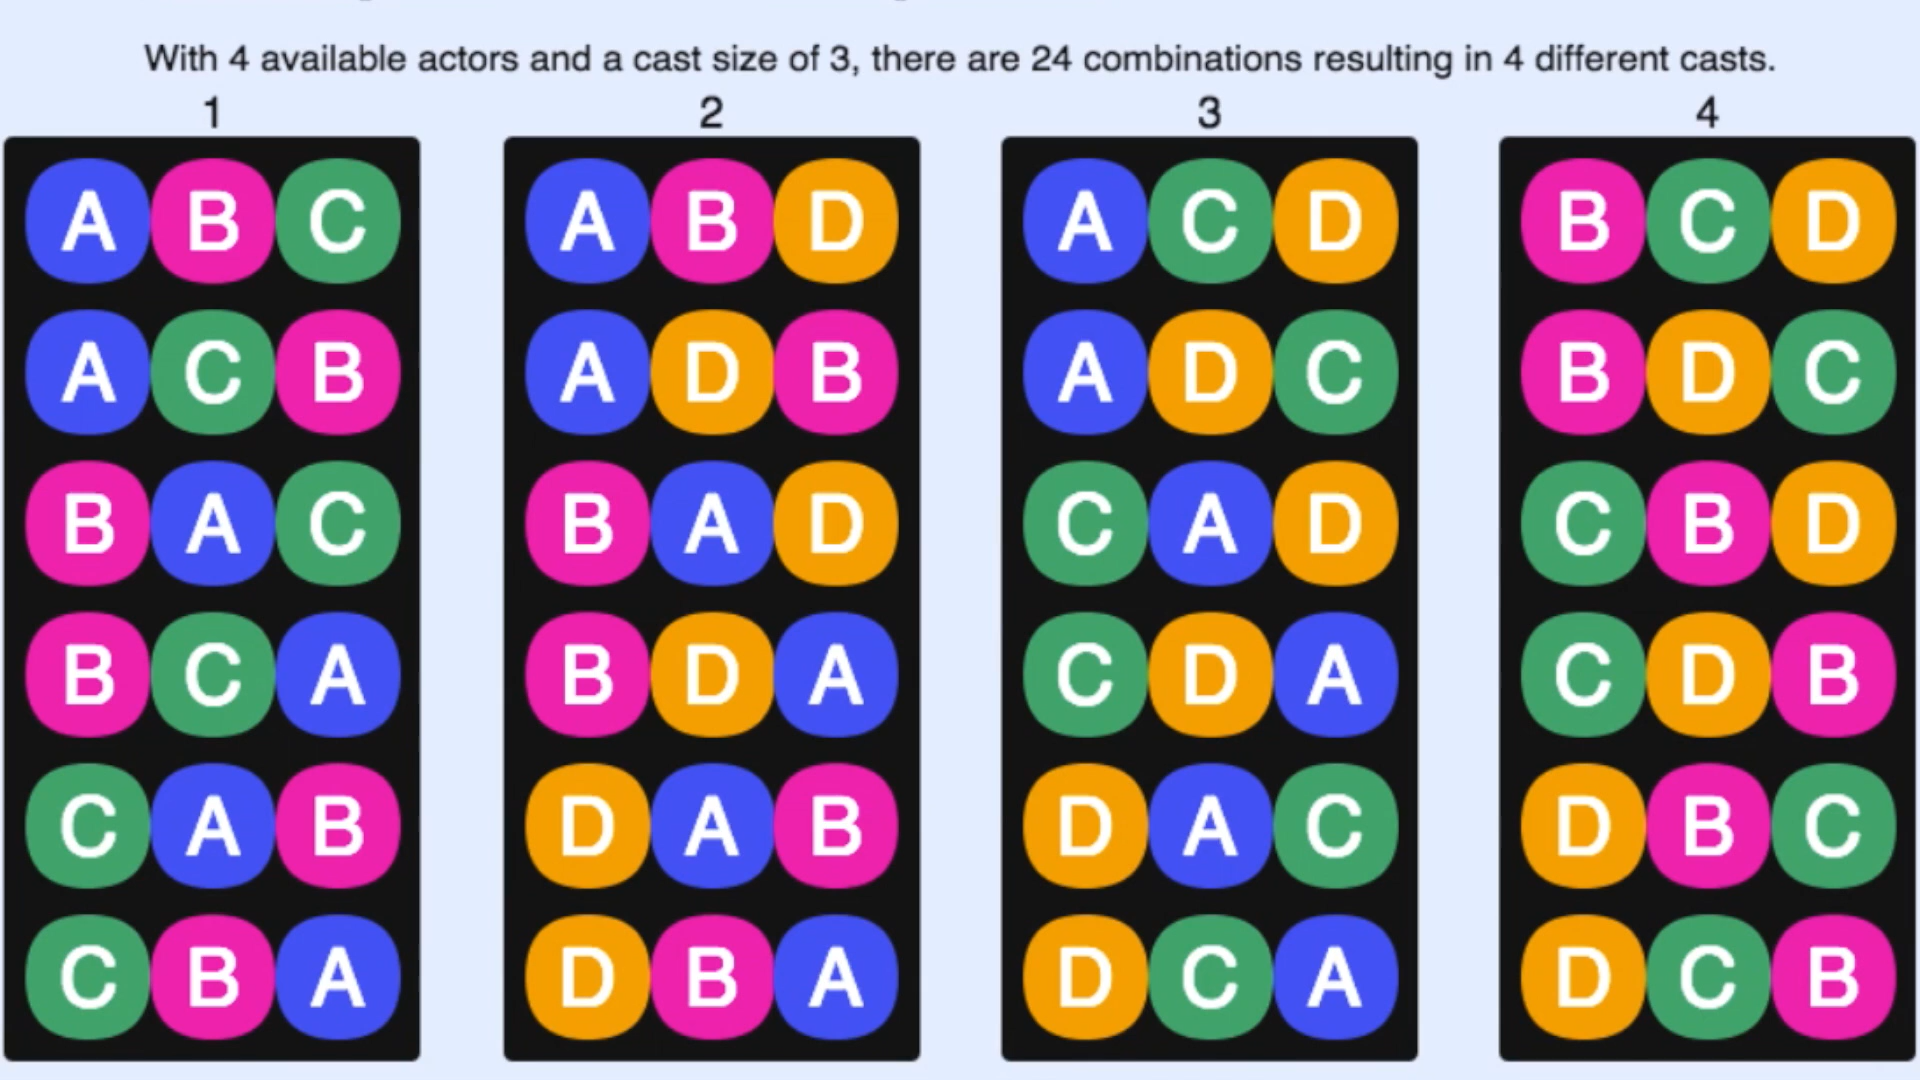 With 4 available actors and a cast size of 3, there are 24 combinations resulting in 4 different casts.
1 2 3 4
A B C A B D A C D B C D
A C B A D B A D C B D C
B A C B A D C A D C B D
B C A B D A C D A C D B
C A B D A B D A C D B C
C B A D B A D C A D C B